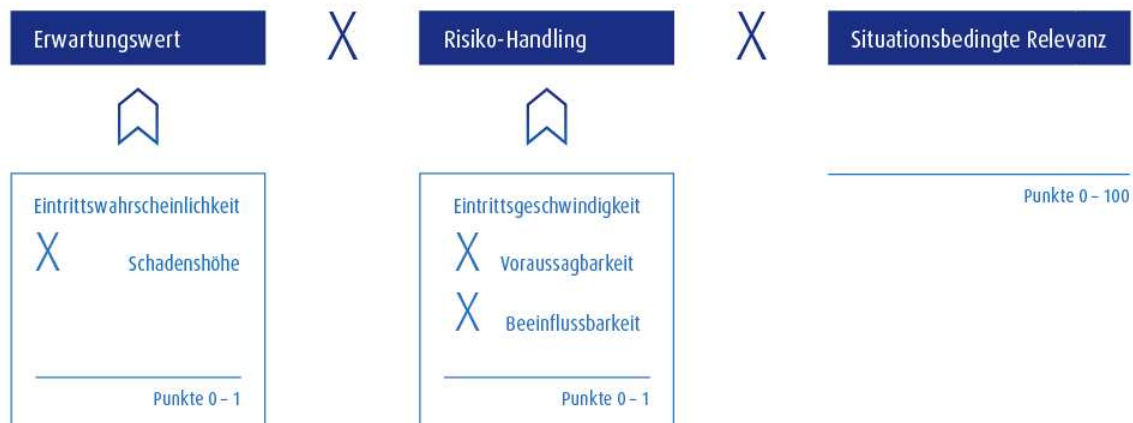 Erwartungswert X Risiko-Handling X Situationsbedingte Relevanz
Eintrittswahrscheinlichkeit
X Schadenshöhe
Punkte 0 – 1
Eintrittsgeschwindigkeit
X Voraussagbarkeit
X Beeinflussbarkeit
Punkte 0 – 1
Punkte 0 – 100